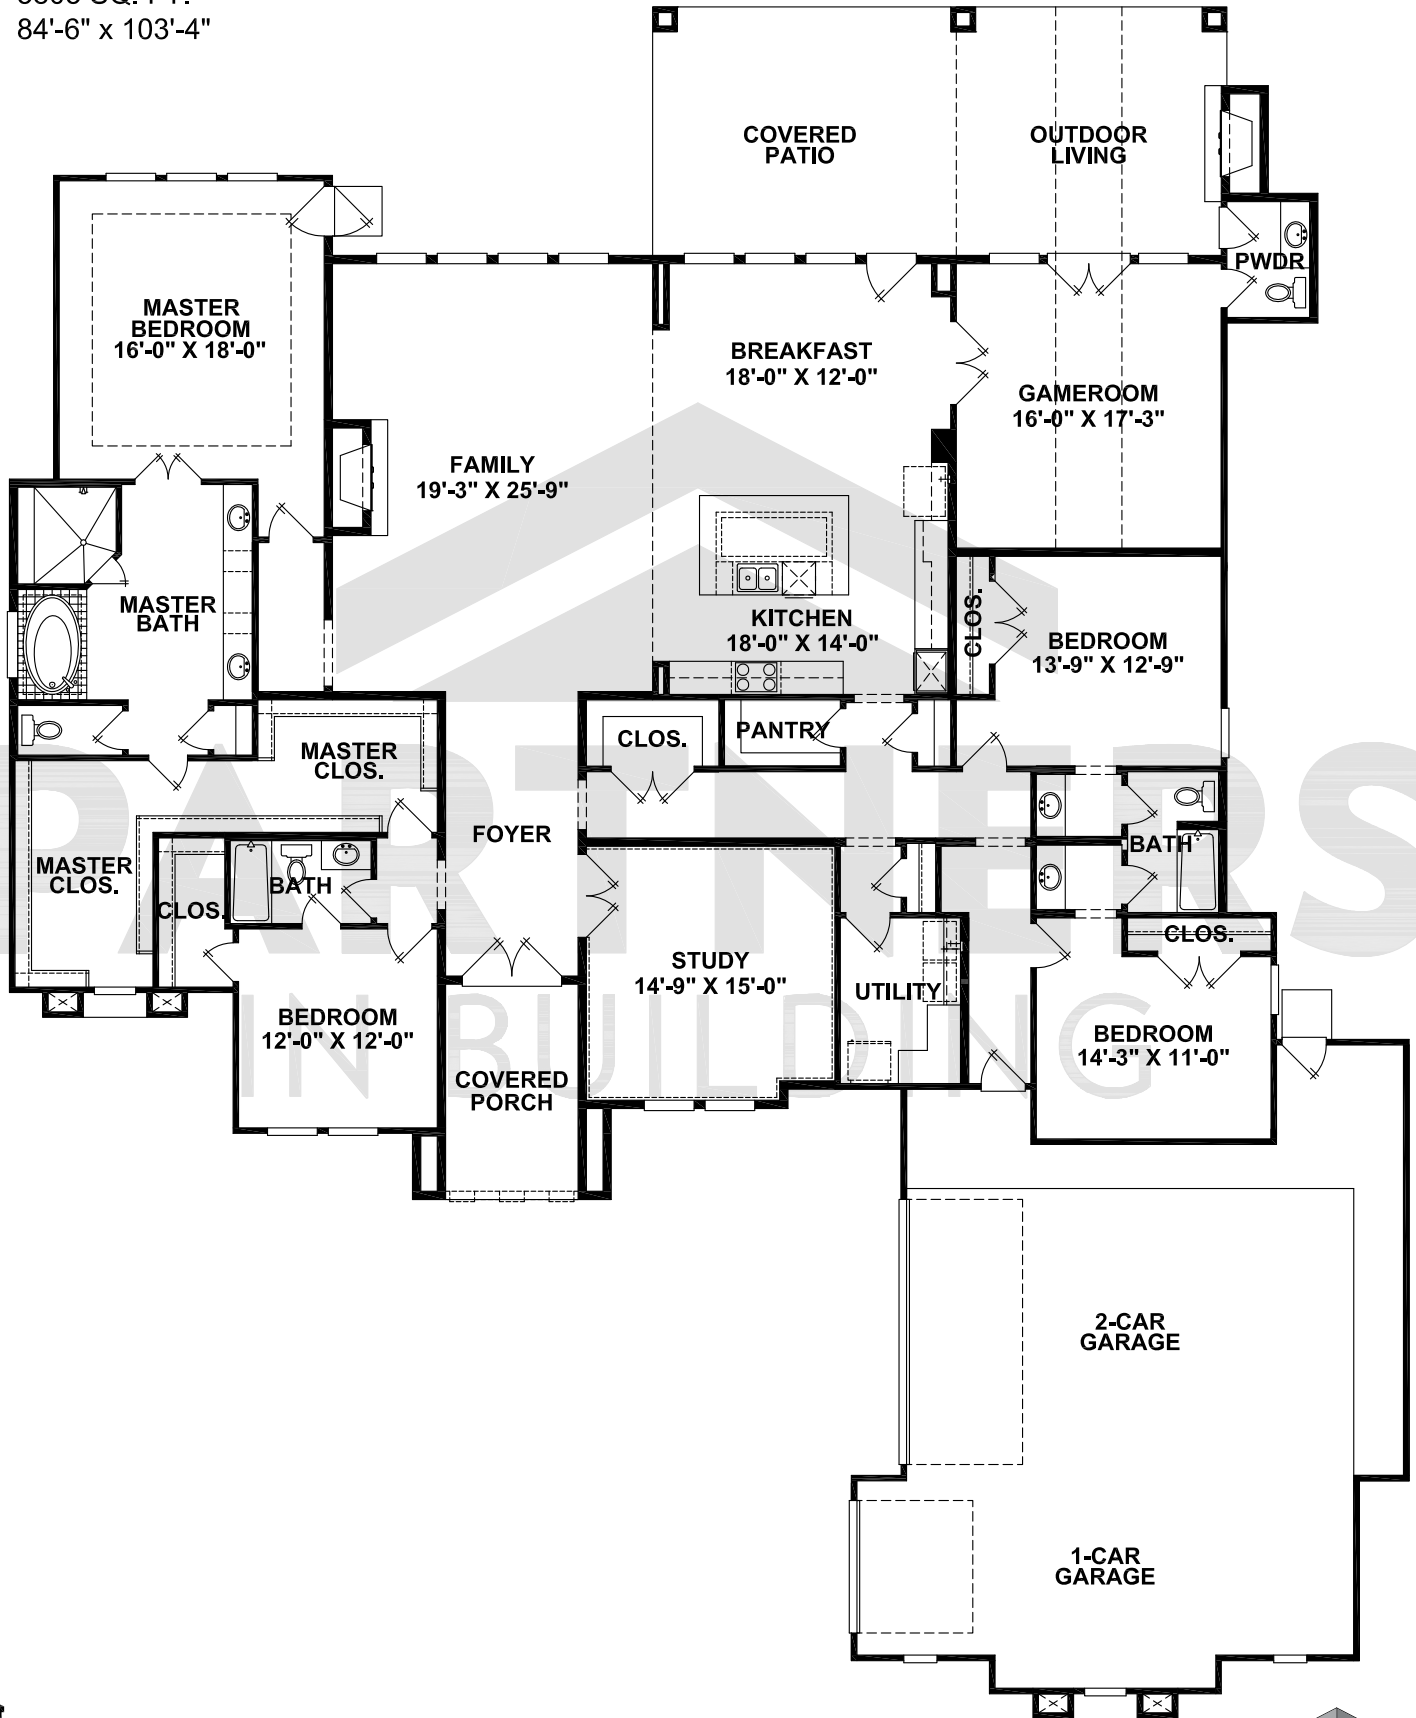 84'-6" x 103'-4"
COVERED
PATIO
OUTDOOR
LIVING
PWDR
MASTER
BEDROOM
16'-0" X 18'-0"
BREAKFAST
18'-0" X 12'-0"
GAMEROOM
16'-0" X 17'-3"
FAMILY
19'-3" X 25'-9"
MASTER
BATH
KITCHEN
18'-0" X 14'-0"
CLOS.
BEDROOM
13'-9" X 12'-9"
MASTER
CLOS.
CLOS.
PANTRY
FOYER
BATH
MASTER
CLOS.
BATH
CLOS.
CLOS.
STUDY
14'-9" X 15'-0"
UTILITY
BEDROOM
12'-0" X 12'-0"
BEDROOM
14'-3" X 11'-0"
COVERED
PORCH
2-CAR
GARAGE
1-CAR
GARAGE
PARTNERS
IN BUILDING